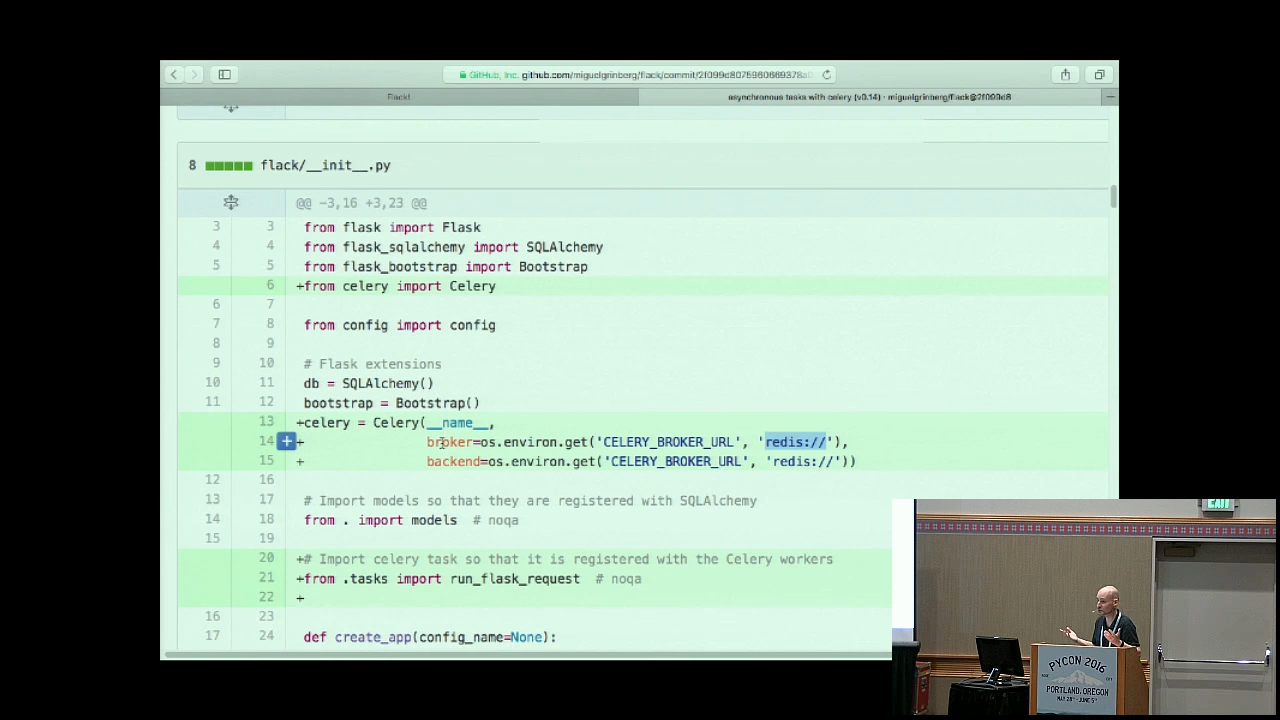 GitHub, Inc. github.com/miguelgrinberg/flack/commit/2f099d8075960669378a
Flack!
asynchronous tasks with celery (v0.14) · miguelgrinberg/flack@2f099d8
8 flack/__init__.py
@@ -3,16 +3,23 @@
3 3 from flask import Flask
4 4 from flask_sqlalchemy import SQLAlchemy
5 5 from flask_bootstrap import Bootstrap
6 +from celery import Celery
6 7
7 8 from config import config
8 9
9 10 # Flask extensions
10 11 db = SQLAlchemy()
11 12 bootstrap = Bootstrap()
13 +celery = Celery(__name__,
14 + broker=os.environ.get('CELERY_BROKER_URL', 'redis://'),
15 + backend=os.environ.get('CELERY_BROKER_URL', 'redis://'))
12 16
13 17 # Import models so that they are registered with SQLAlchemy
14 18 from . import models # noqa
15 19
20 +# Import celery task so that it is registered with the Celery workers
21 +from .tasks import run_flask_request # noqa
22 +
16 23
17 24 def create_app(config_name=None):
EXIT
PYCON 2016
PORTLAND, OREGON
MAY 28TH - JUNE 5TH